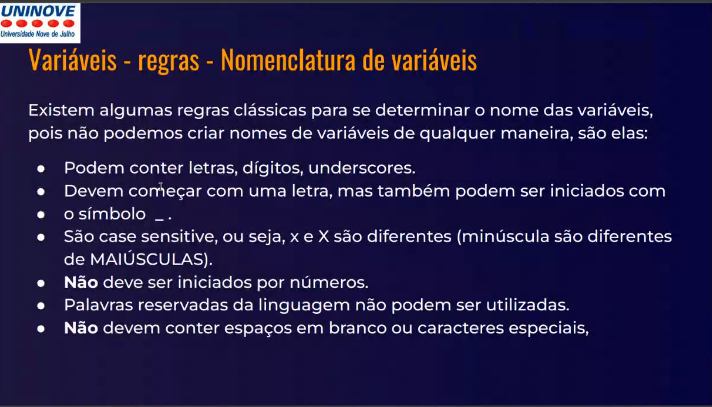 UNINOVE
Universidade Nove de Julho
Variáveis - regras - Nomenclatura de variáveis
Existem algumas regras clássicas para se determinar o nome das variáveis,
pois não podemos criar nomes de variáveis de qualquer maneira, são elas:
● Podem conter letras, dígitos, underscores.
● Devem começar com uma letra, mas também podem ser iniciados com
● o símbolo _ .
● São case sensitive, ou seja, x e X são diferentes (minúscula são diferentes
de MAIÚSCULAS).
● Não deve ser iniciados por números.
● Palavras reservadas da linguagem não podem ser utilizadas.
● Não devem conter espaços em branco ou caracteres especiais,